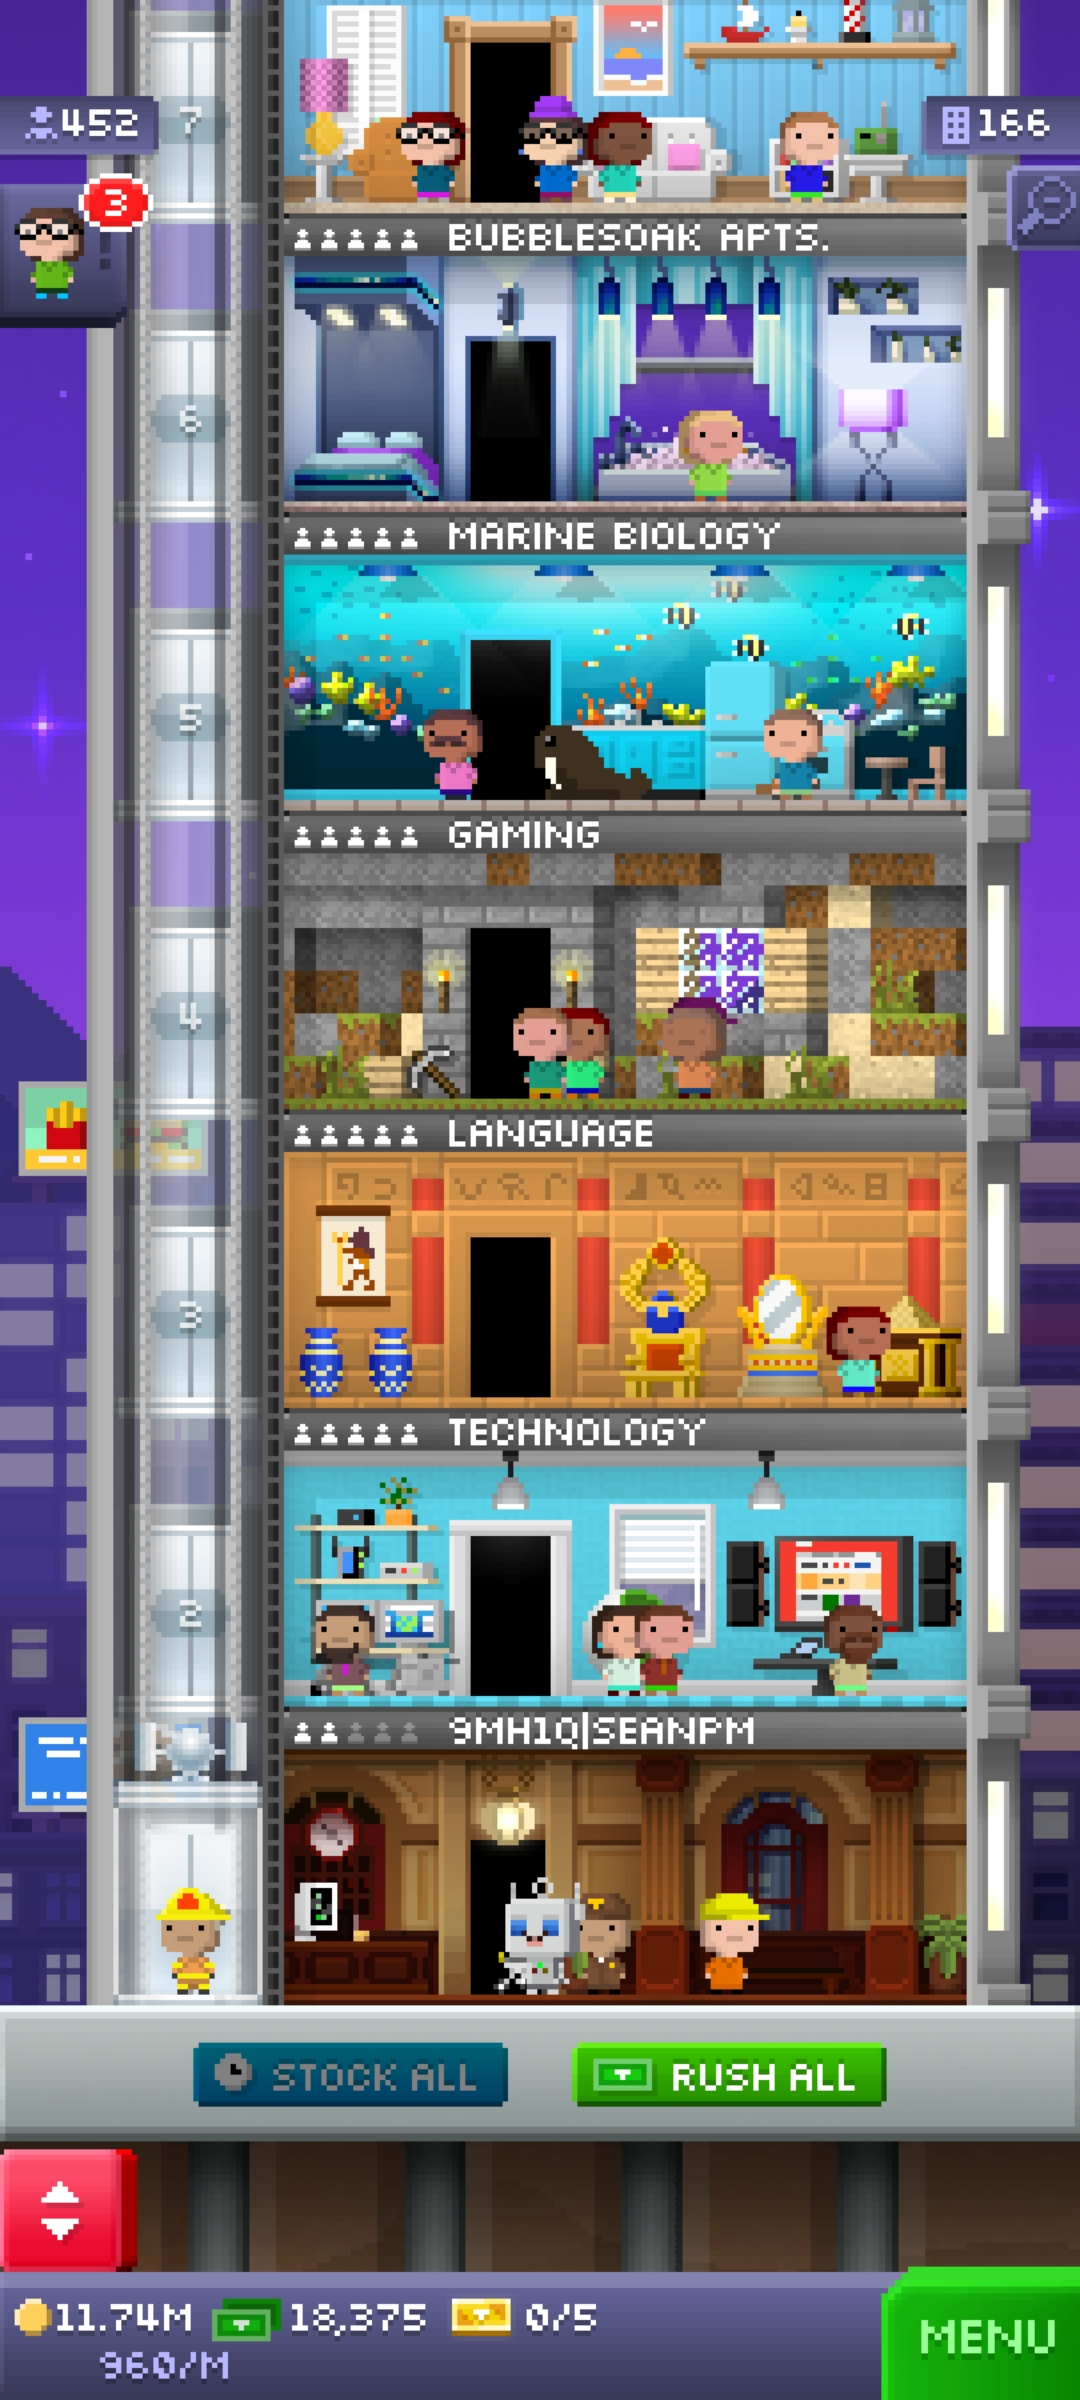 452
7
166
3
BUBBLESOAK APTS.
6
MARINE BIOLOGY
5
GAMING
4
LANGUAGE
3
TECHNOLOGY
2
9MH1Q|SEANPM
STOCK ALL
RUSH ALL
11.74M
18,375
0/5
960/M
MENU